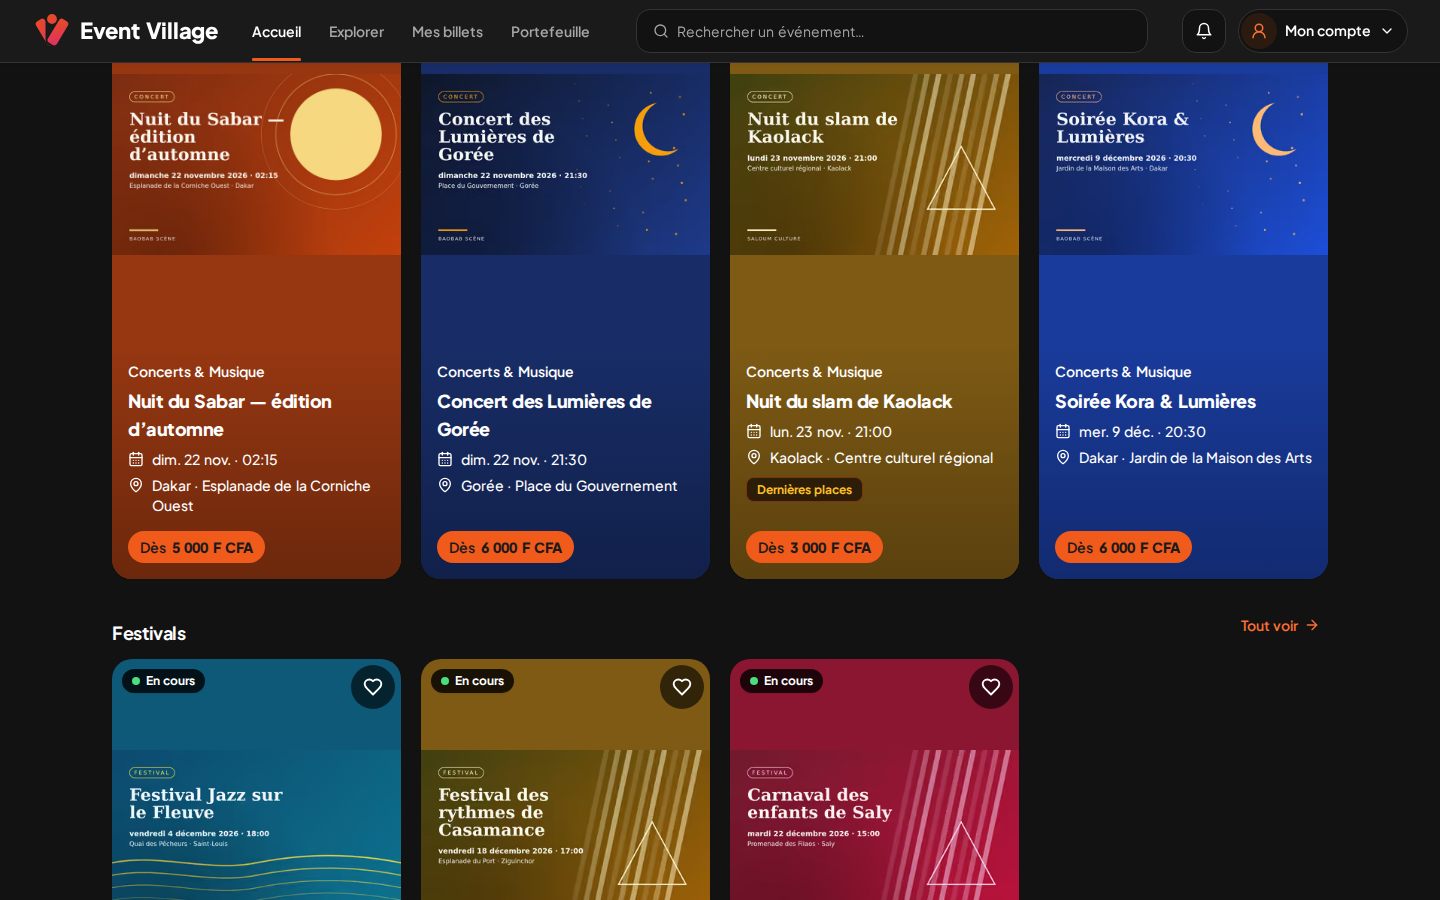 Event Village
Accueil
Explorer
Mes billets
Portefeuille
Rechercher un événement...
Mon compte
CONCERT
Nuit du Sabar —
édition
d’automne
dimanche 22 novembre 2026 · 02:15
Esplanade de la Corniche Ouest · Dakar
BAOBAB SCÈNE
Concerts & Musique
Nuit du Sabar — édition
d’automne
dim. 22 nov. · 02:15
Dakar · Esplanade de la Corniche
Ouest
Dès 5 000 F CFA
CONCERT
Concert des
Lumières de
Gorée
dimanche 22 novembre 2026 · 21:30
Place du Gouvernement · Gorée
BAOBAB SCÈNE
Concerts & Musique
Concert des Lumières de
Gorée
dim. 22 nov. · 21:30
Gorée · Place du Gouvernement
Dès 6 000 F CFA
CONCERT
Nuit du slam de
Kaolack
lundi 23 novembre 2026 · 21:00
Centre culturel régional · Kaolack
SALOUM CULTURE
Concerts & Musique
Nuit du slam de Kaolack
lun. 23 nov. · 21:00
Kaolack · Centre culturel régional
Dernières places
Dès 3 000 F CFA
CONCERT
Soirée Kora &
Lumières
mercredi 9 décembre 2026 · 20:30
Jardin de la Maison des Arts · Dakar
BAOBAB SCÈNE
Concerts & Musique
Soirée Kora & Lumières
mer. 9 déc. · 20:30
Dakar · Jardin de la Maison des Arts
Dès 6 000 F CFA
Festivals
Tout voir
En cours
FESTIVAL
Festival Jazz sur
le Fleuve
vendredi 4 décembre 2026 · 18:00
Quai des Pêcheurs · Saint-Louis
En cours
FESTIVAL
Festival des
rythmes de
Casamance
vendredi 18 décembre 2026 · 17:00
Esplanade du Port · Ziguinchor
En cours
FESTIVAL
Carnaval des
enfants de Saly
mardi 22 décembre 2026 · 15:00
Promenade des Filaos · Saly